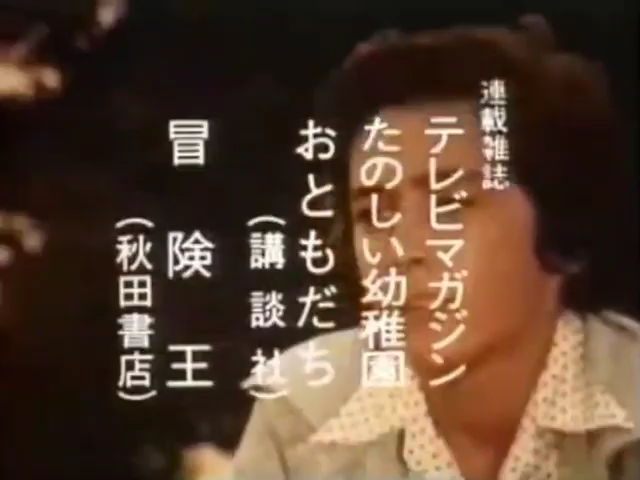 連載雑誌
テレビマガジン
たのしい幼稚園
おともだち
(講談社)
冒険王
(秋田書店)